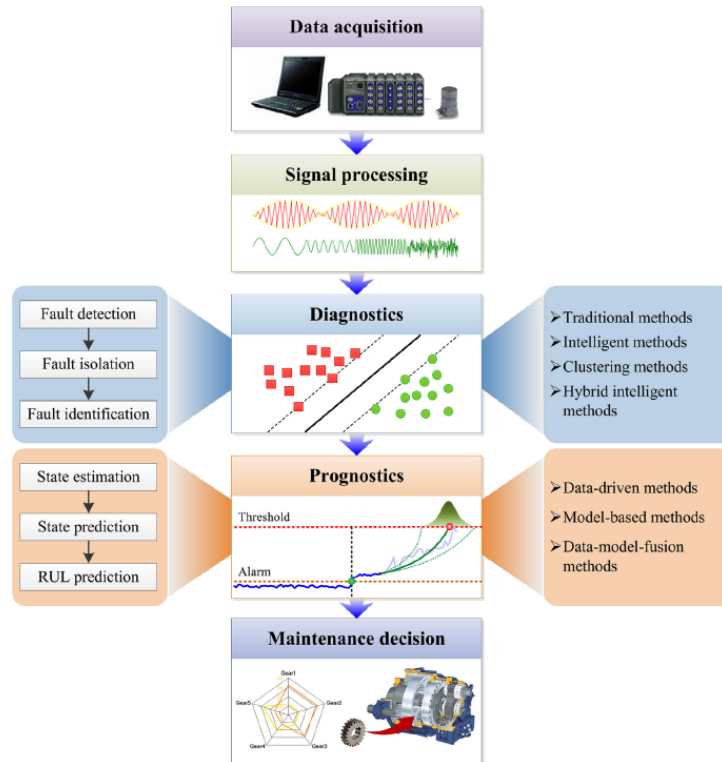 Data acquisition
Signal processing
Fault detection
Fault isolation
Fault identification
Diagnostics
➢Traditional methods
➢Intelligent methods
➢Clustering methods
➢Hybrid intelligent
methods
State estimation
State prediction
RUL prediction
Prognostics
Threshold
Alarm
➢Data-driven methods
➢Model-based methods
➢Data-model-fusion
methods
Maintenance decision
Gear1
Gear5
Gear2
Gear4
Gear3